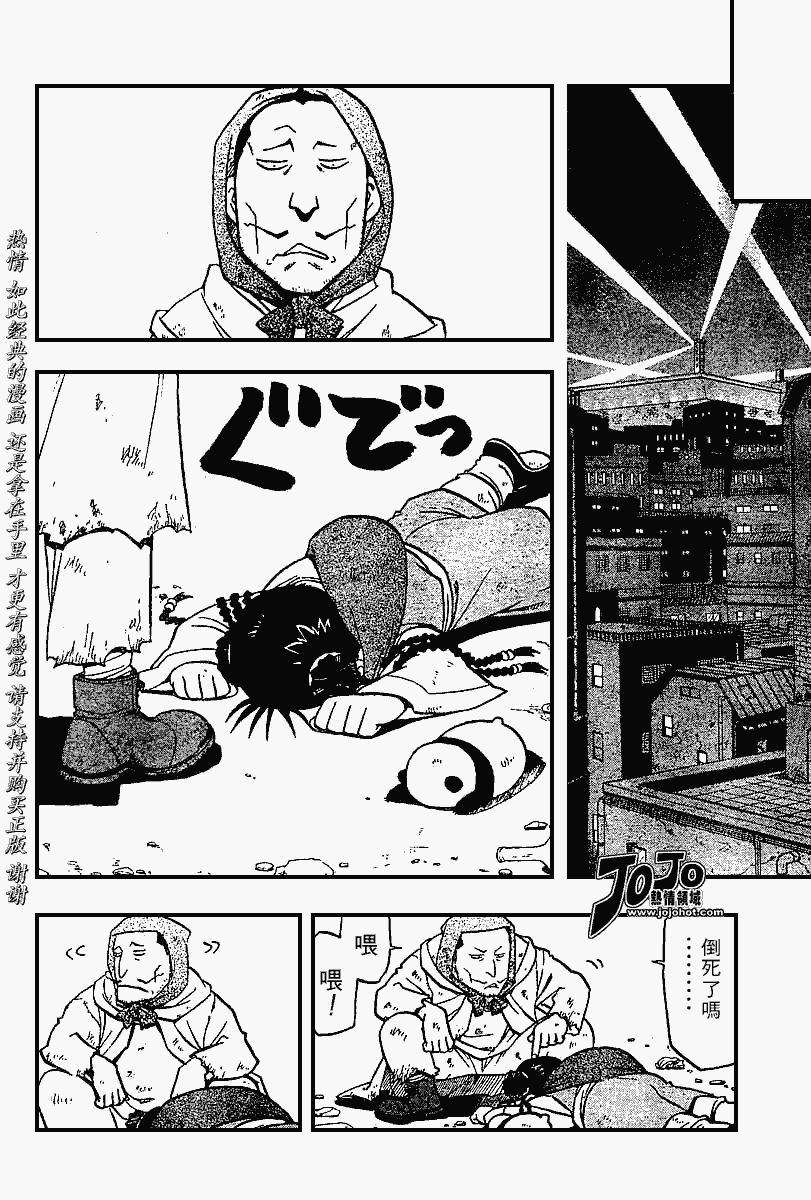 ぐでっ
倒死了嗎
………
喂
喂！
JOJO
熱情領域
www.jojohot.com
热情 如此经典的漫画 还是拿在手里 才更有感觉 请支持并购买正版 谢谢